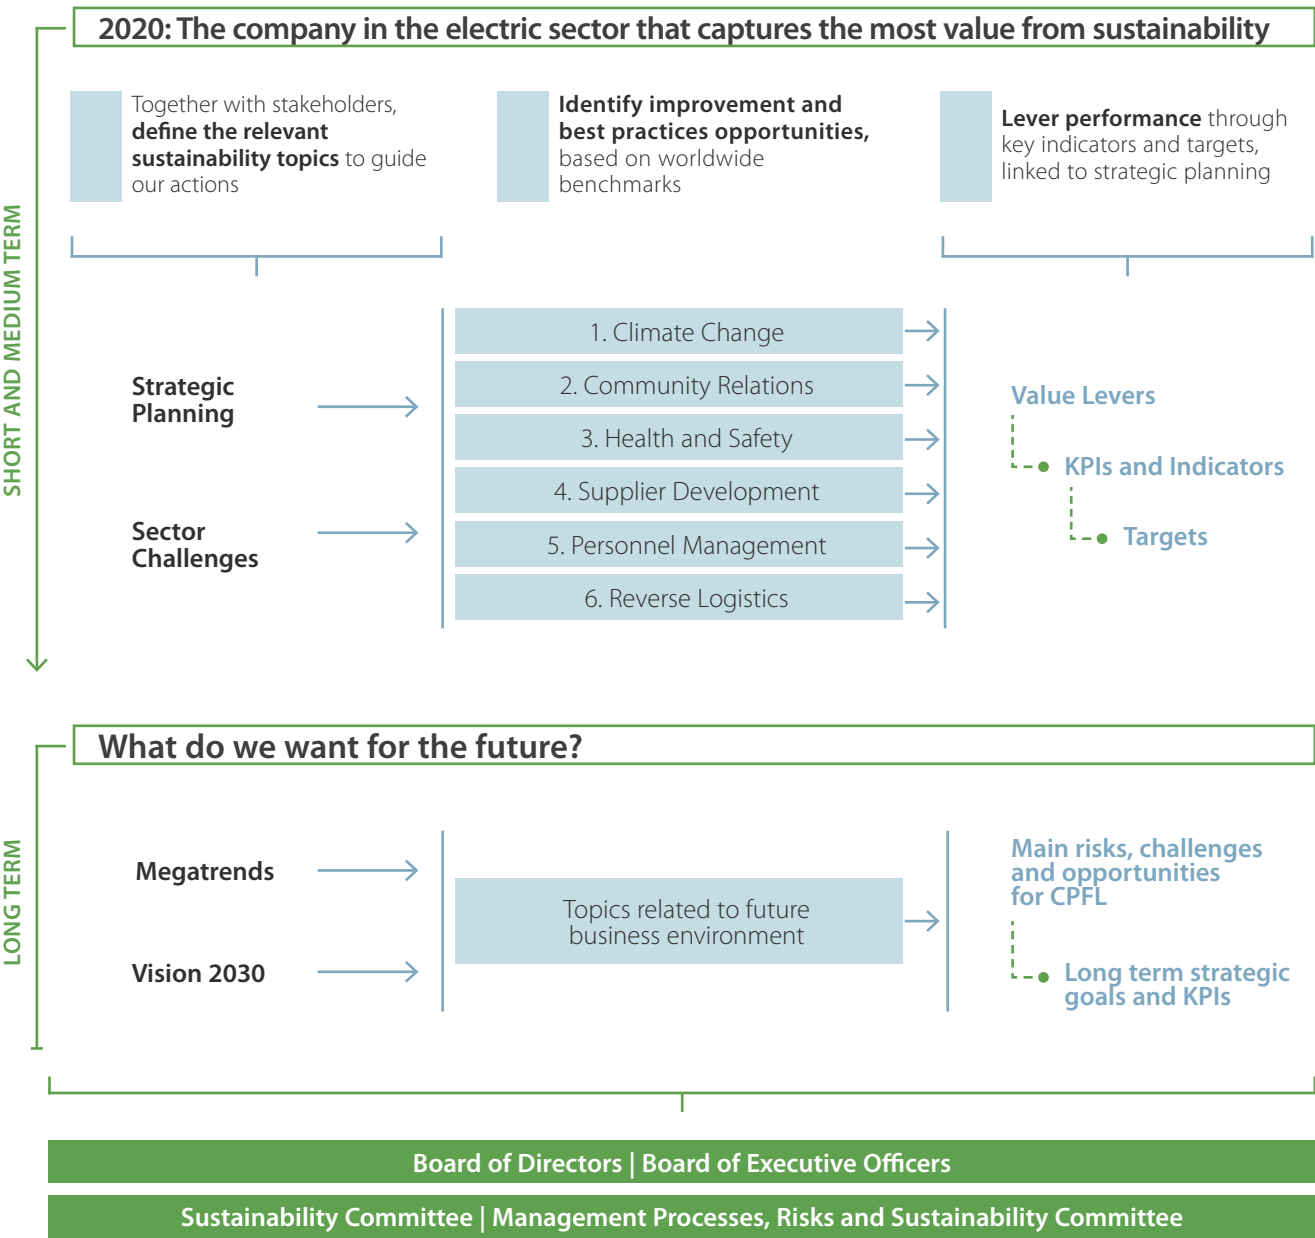 2020: The company in the electric sector that captures the most value from sustainability
Together with stakeholders,
define the relevant
sustainability topics to guide
our actions
Identify improvement and
best practices opportunities,
based on worldwide
benchmarks
Lever performance through
key indicators and targets,
linked to strategic planning
SHORT AND MEDIUM TERM
Strategic
Planning
Sector
Challenges
1. Climate Change
2. Community Relations
3. Health and Safety
4. Supplier Development
5. Personnel Management
6. Reverse Logistics
Value Levers
KPIs and Indicators
Targets
What do we want for the future?
LONG TERM
Megatrends
Vision 2030
Topics related to future
business environment
Main risks, challenges
and opportunities
for CPFL
Long term strategic
goals and KPIs
Board of Directors | Board of Executive Officers
Sustainability Committee | Management Processes, Risks and Sustainability Committee